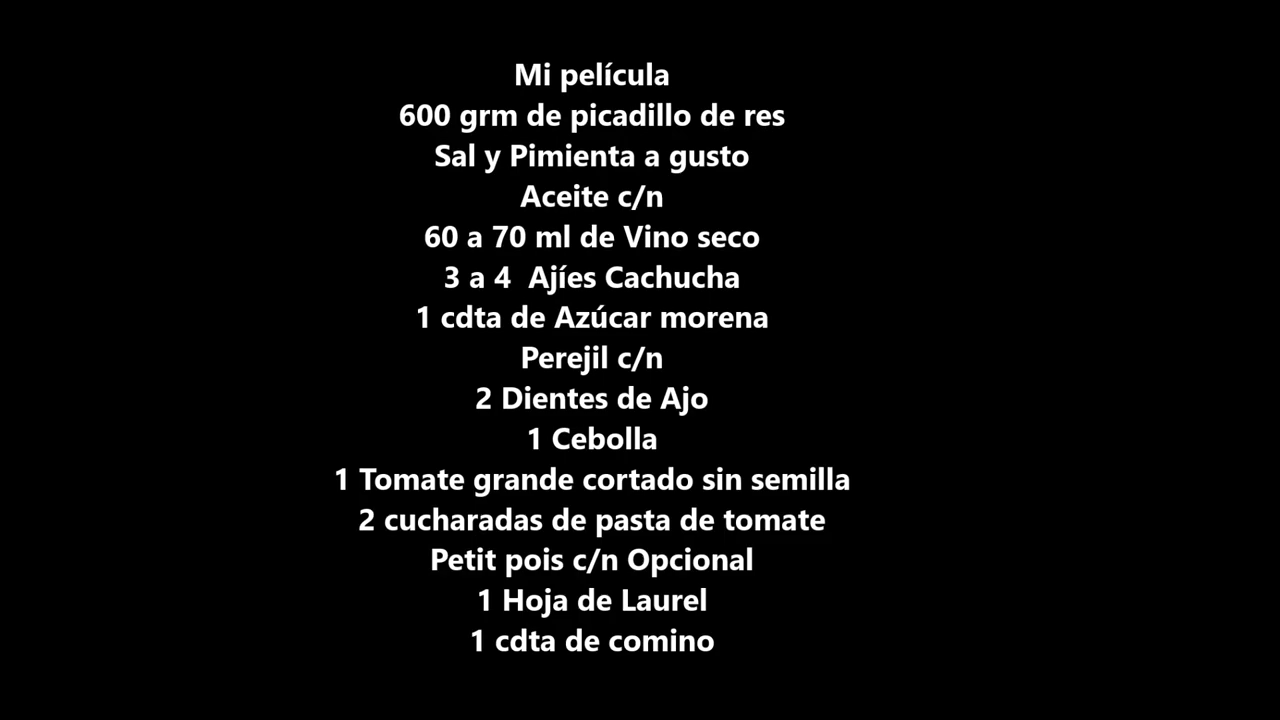 Mi película
600 grm de picadillo de res
Sal y Pimienta a gusto
Aceite c/n
60 a 70 ml de Vino seco
3 a 4  Ajíes Cachucha
1 cdta de Azúcar morena
Perejil c/n
2 Dientes de Ajo
1 Cebolla
1 Tomate grande cortado sin semilla
2 cucharadas de pasta de tomate
Petit pois c/n Opcional
1 Hoja de Laurel
1 cdta de comino